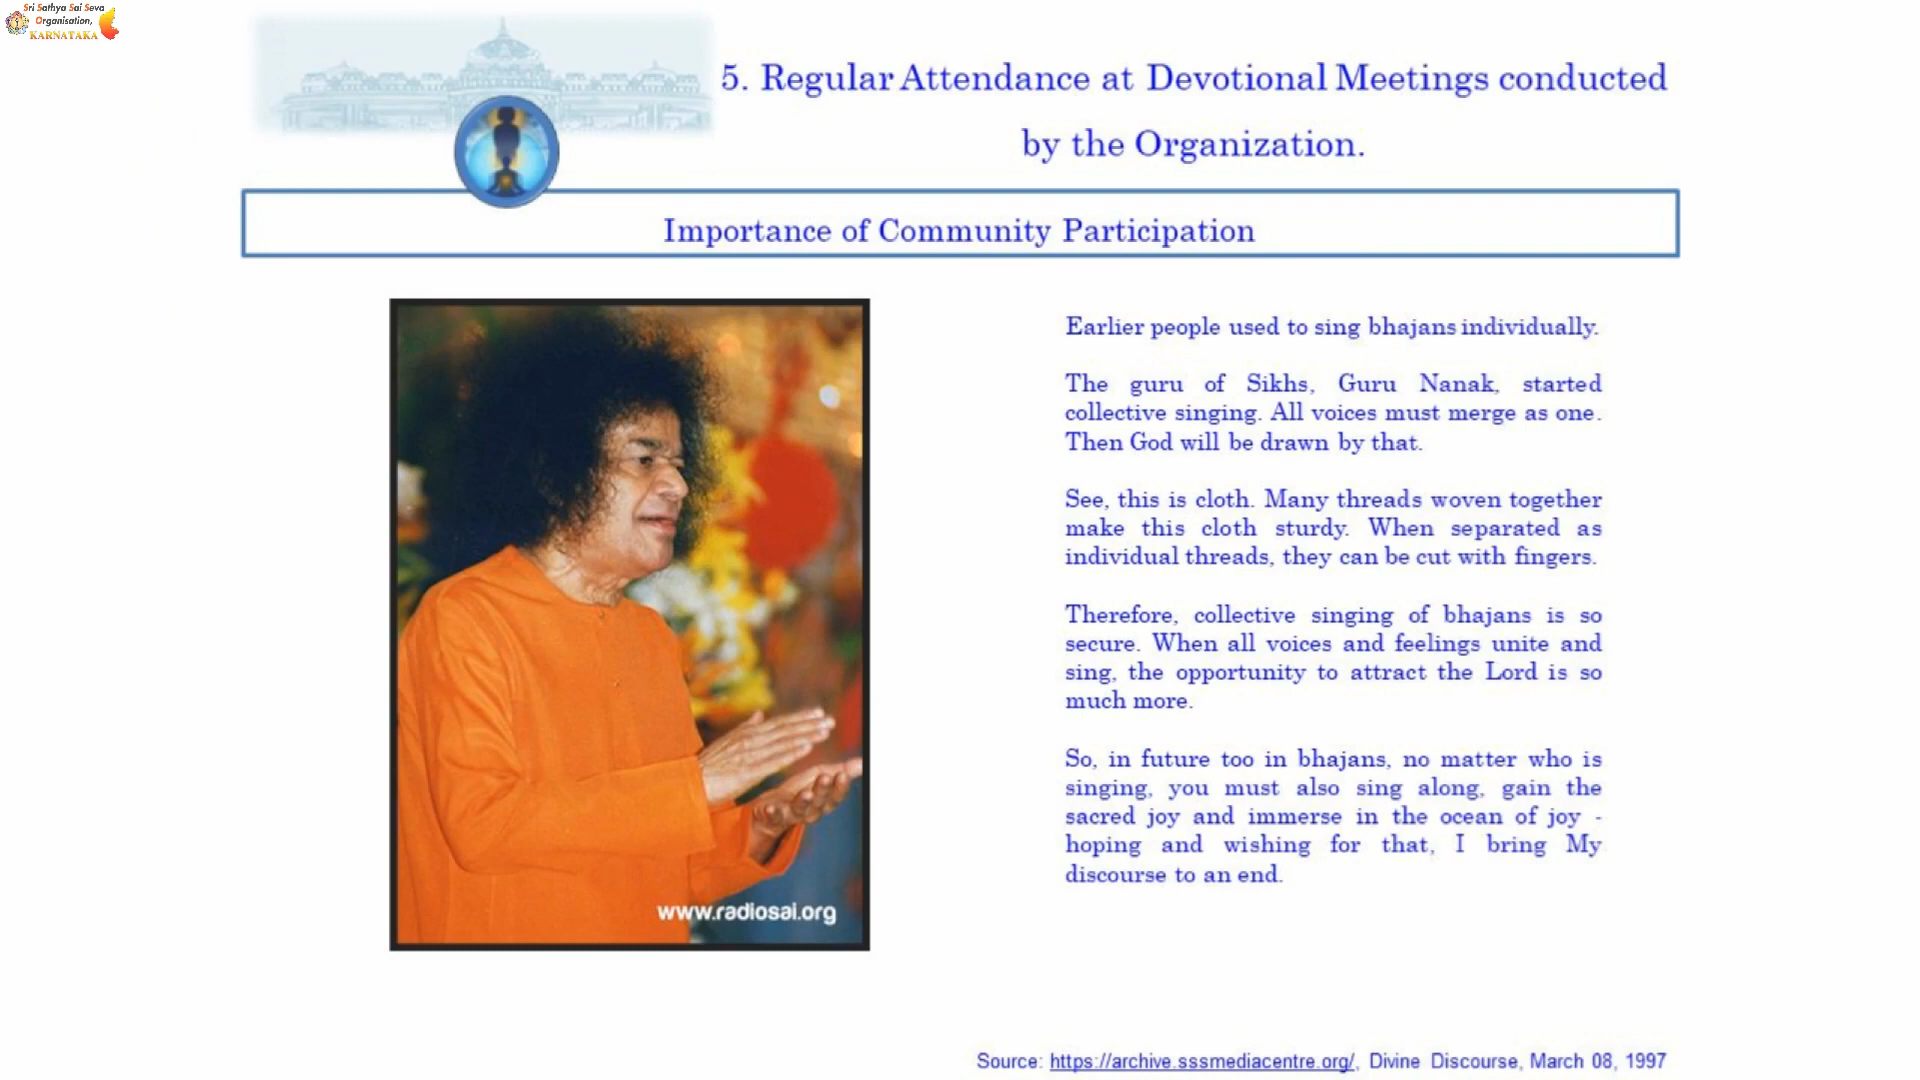 Sri Sathya Sai Seva
Organisation,
KARNATAKA
5. Regular Attendance at Devotional Meetings conducted
by the Organization.
Importance of Community Participation
Earlier people used to sing bhajans individually.
The guru of Sikhs, Guru Nanak, started
collective singing. All voices must merge as one.
Then God will be drawn by that.
See, this is cloth. Many threads woven together
make this cloth sturdy. When separated as
individual threads, they can be cut with fingers.
Therefore, collective singing of bhajans is so
secure. When all voices and feelings unite and
sing, the opportunity to attract the Lord is so
much more.
So, in future too in bhajans, no matter who is
singing, you must also sing along, gain the
sacred joy and immerse in the ocean of joy -
hoping and wishing for that, I bring My
discourse to an end.
www.radiosai.org
Source: https://archive.sssmediacentre.org/, Divine Discourse, March 08, 1997